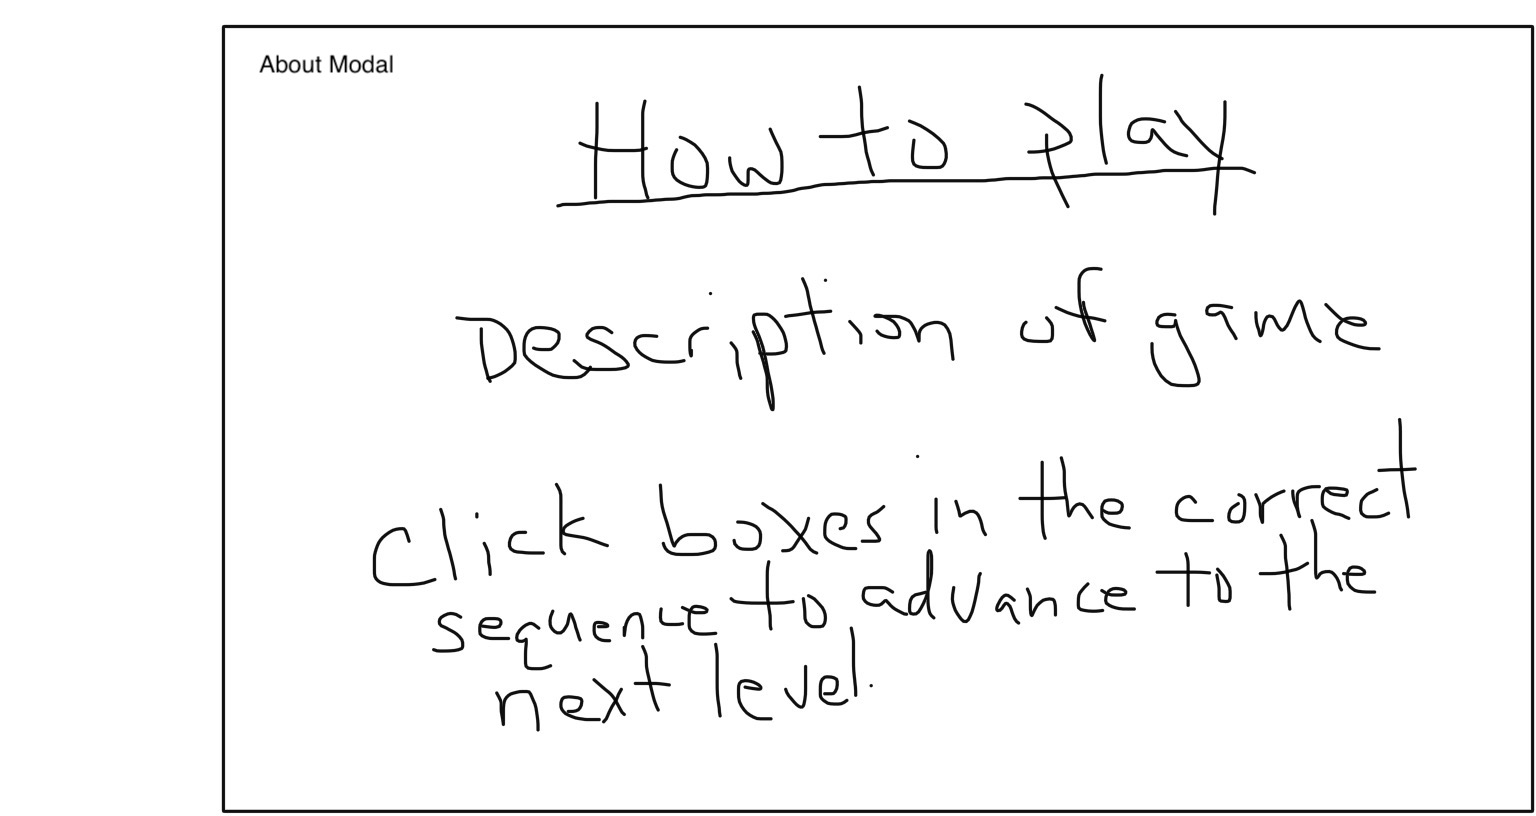 About Modal
How to play
Description of game
Click boxes in the correct
sequence to advance to the
next level.